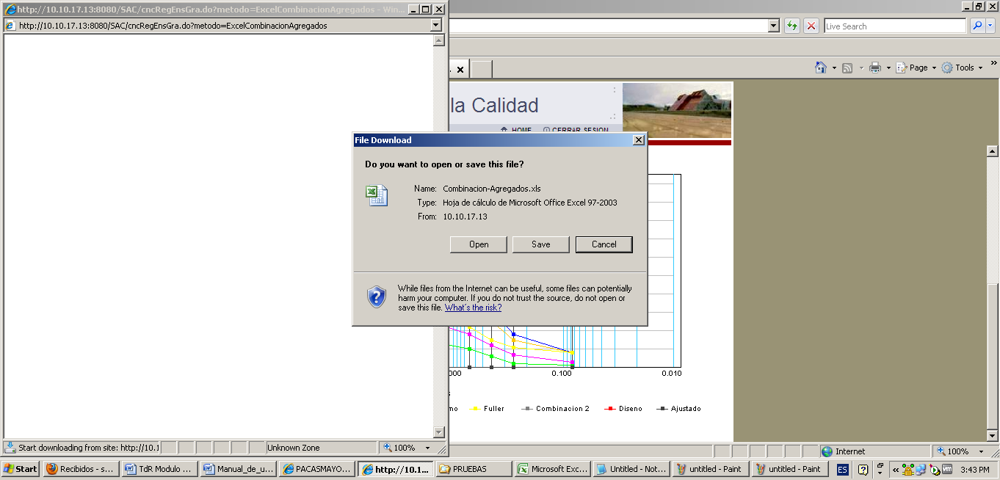 http://10.10.17.13:8080/SAC/cncRegEnsGra.do?metodo=ExcelCombinacionAgregados - Win...
http://10.10.17.13:8080/SAC/cncRegEnsGra.do?metodo=ExcelCombinacionAgregados
Live Search
Page
Tools
la Calidad
HOME
CERRAR SESION
File Download
Do you want to open or save this file?
Name: Combinacion-Agregados.xls
Type: Hoja de cálculo de Microsoft Office Excel 97-2003
From: 10.10.17.13
Open
Save
Cancel
While files from the Internet can be useful, some files can potentially
harm your computer. If you do not trust the source, do not open or
save this file. What's the risk?
000 0.100 0.010
no Fuller Combinacion 2 Diseno Ajustado
Start downloading from site: http://10.1
Unknown Zone
100%
Internet
100%
Start
Recibidos - s...
TdR Modulo ...
Manual_de_u...
PACASMAYO...
http://10.1...
PRUEBAS
Microsoft Exc...
Untitled - Not...
untitled - Paint
untitled - Paint
ES
«
3:43 PM